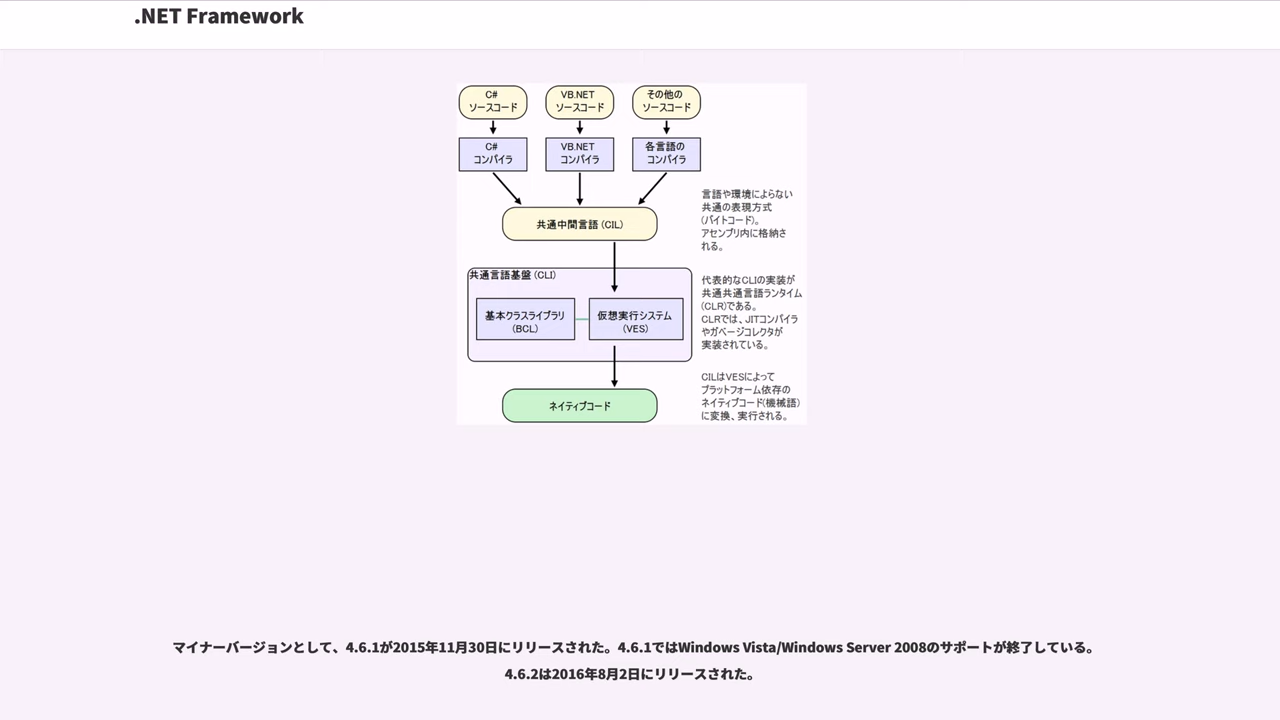 .NET Framework
C#
ソースコード
VB.NET
ソースコード
その他の
ソースコード
C#
コンパイラ
VB.NET
コンパイラ
各言語の
コンパイラ
言語や環境によらない
共通の表現方式
(バイトコード)。
アセンブリ内に格納さ
れる。
共通中間言語 (CIL)
共通言語基盤 (CLI)
基本クラスライブラリ
(BCL)
仮想実行システム
(VES)
代表的なCLIの実装が
共通共通言語ランタイム
(CLR)である。
CLRでは、JITコンパイラ
やガベージコレクタが
実装されている。
CILはVESによって
プラットフォーム依存の
ネイティブコード(機械語)
に変換、実行される。
ネイティブコード
マイナーバージョンとして、4.6.1が2015年11月30日にリリースされた。4.6.1ではWindows Vista/Windows Server 2008のサポートが終了している。
4.6.2は2016年8月2日にリリースされた。